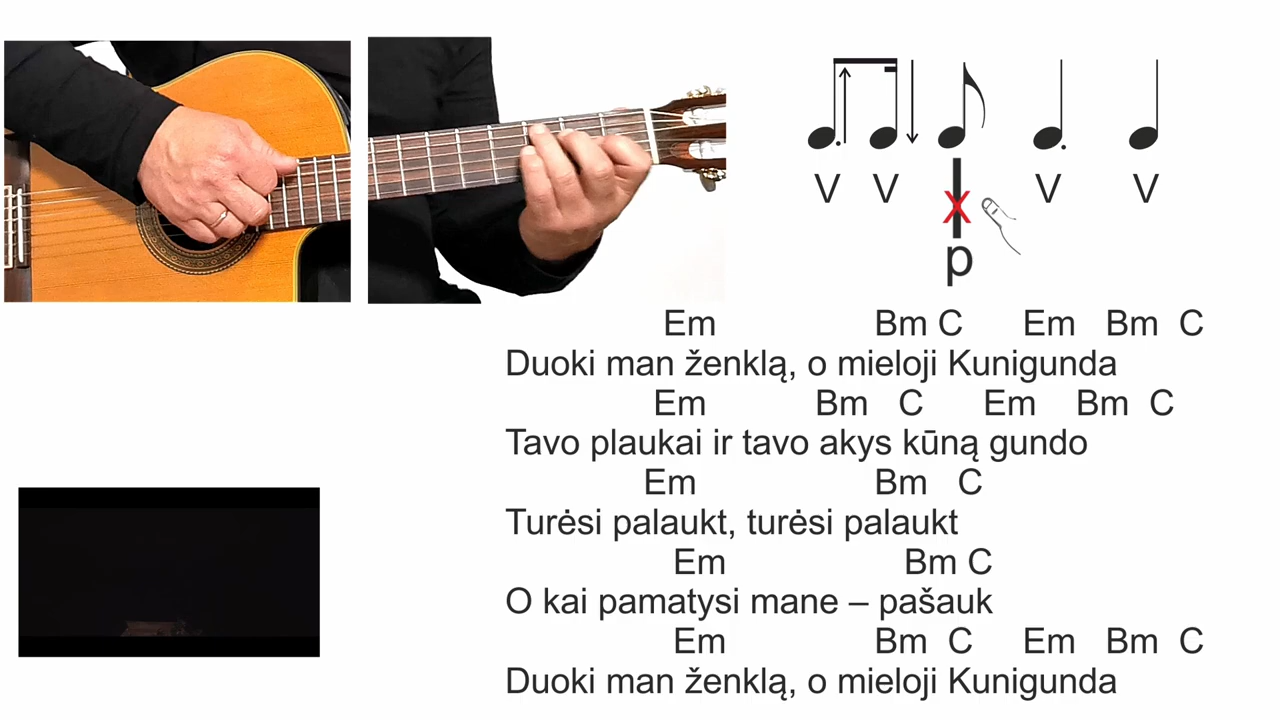 V V X V V
p
Em Bm C Em Bm C
Duoki man ženklą, o mieloji Kunigunda
Em Bm C Em Bm C
Tavo plaukai ir tavo akys kūną gundo
Em Bm C
Turėsi palaukt, turėsi palaukt
Em Bm C
O kai pamatysi mane – pašauk
Em Bm C Em Bm C
Duoki man ženklą, o mieloji Kunigunda